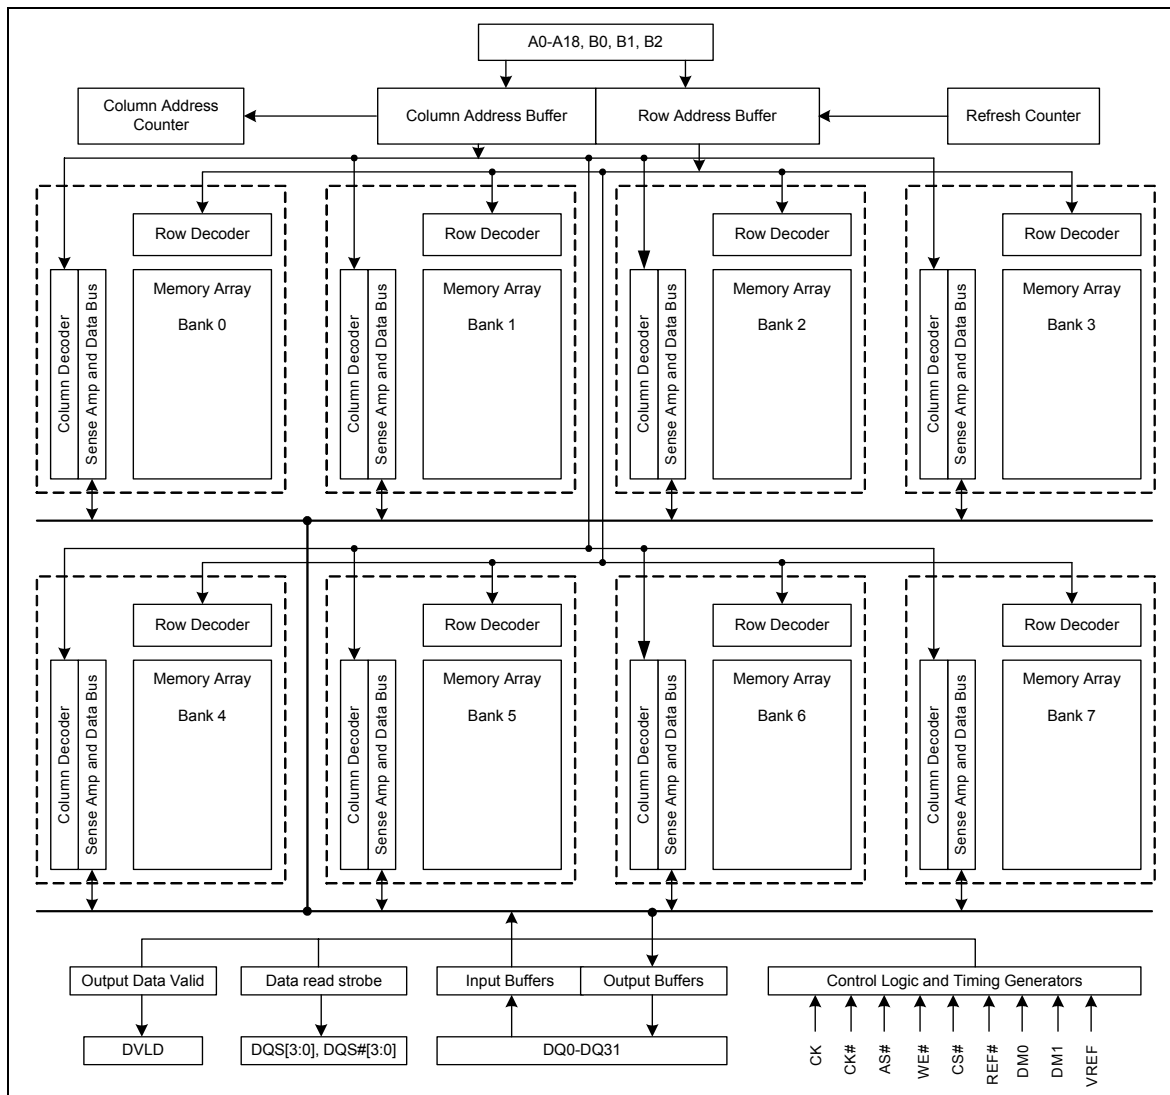 A0-A18, B0, B1, B2
Column Address
Counter
Column Address Buffer
Row Address Buffer
Refresh Counter
Row Decoder
Row Decoder
Row Decoder
Row Decoder
Column Decoder
Sense Amp and Data Bus
Memory Array
Bank 0
Column Decoder
Sense Amp and Data Bus
Memory Array
Bank 1
Column Decoder
Sense Amp and Data Bus
Memory Array
Bank 2
Column Decoder
Sense Amp and Data Bus
Memory Array
Bank 3
Row Decoder
Row Decoder
Row Decoder
Row Decoder
Column Decoder
Sense Amp and Data Bus
Memory Array
Bank 4
Column Decoder
Sense Amp and Data Bus
Memory Array
Bank 5
Column Decoder
Sense Amp and Data Bus
Memory Array
Bank 6
Column Decoder
Sense Amp and Data Bus
Memory Array
Bank 7
Output Data Valid
Data read strobe
Input Buffers
Output Buffers
Control Logic and Timing Generators
DVLD
DQS[3:0], DQS#[3:0]
DQ0-DQ31
CK
CK#
AS#
WE#
CS#
REF#
DM0
DM1
VREF